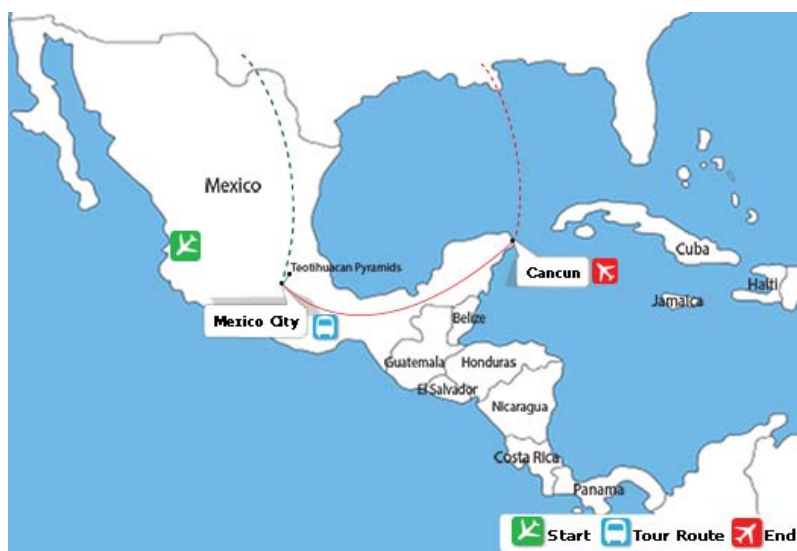 Mexico
Teotihuacan Pyramids
Cuba
Cancun
Haiti
Jamaica
Mexico City
Belize
Guatemala
Honduras
El Salvador
Nicaragua
Costa Rica
Panama
Start
Tour Route
End